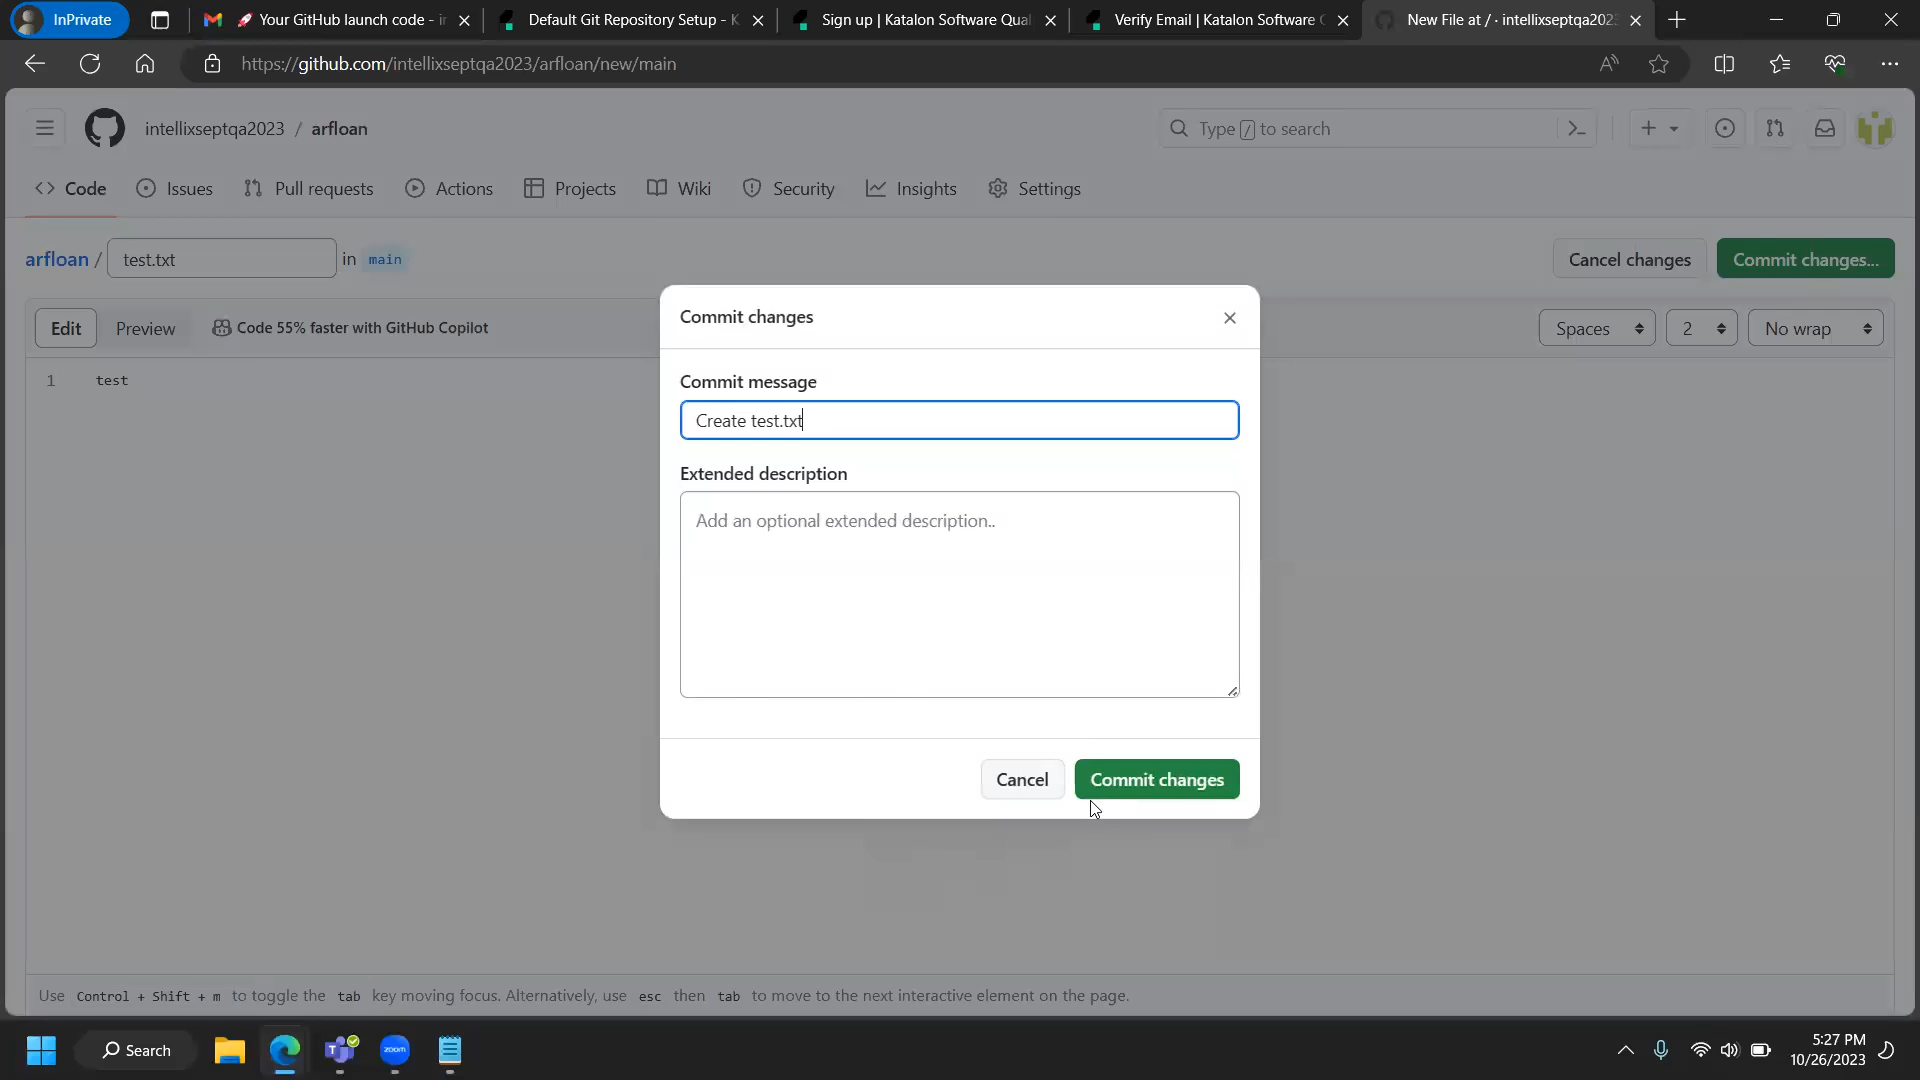 InPrivate
🚀 Your GitHub launch code - i
Default Git Repository Setup - K
Sign up | Katalon Software Qual
Verify Email | Katalon Software
New File at / · intellixseptqa2023
https://github.com/intellixseptqa2023/arfloan/new/main
intellixseptqa2023 / arfloan
Type / to search
Code
Issues
Pull requests
Actions
Projects
Wiki
Security
Insights
Settings
arfloan / test.txt in main
Cancel changes
Commit changes...
Edit
Preview
Code 55% faster with GitHub Copilot
Spaces
2
No wrap
1 test
Commit changes
Commit message
Create test.txt
Extended description
Add an optional extended description..
Cancel
Commit changes
Use Control + Shift + m to toggle the tab key moving focus. Alternatively, use esc then tab to move to the next interactive element on the page.
Search
zoom
5:27 PM
10/26/2023